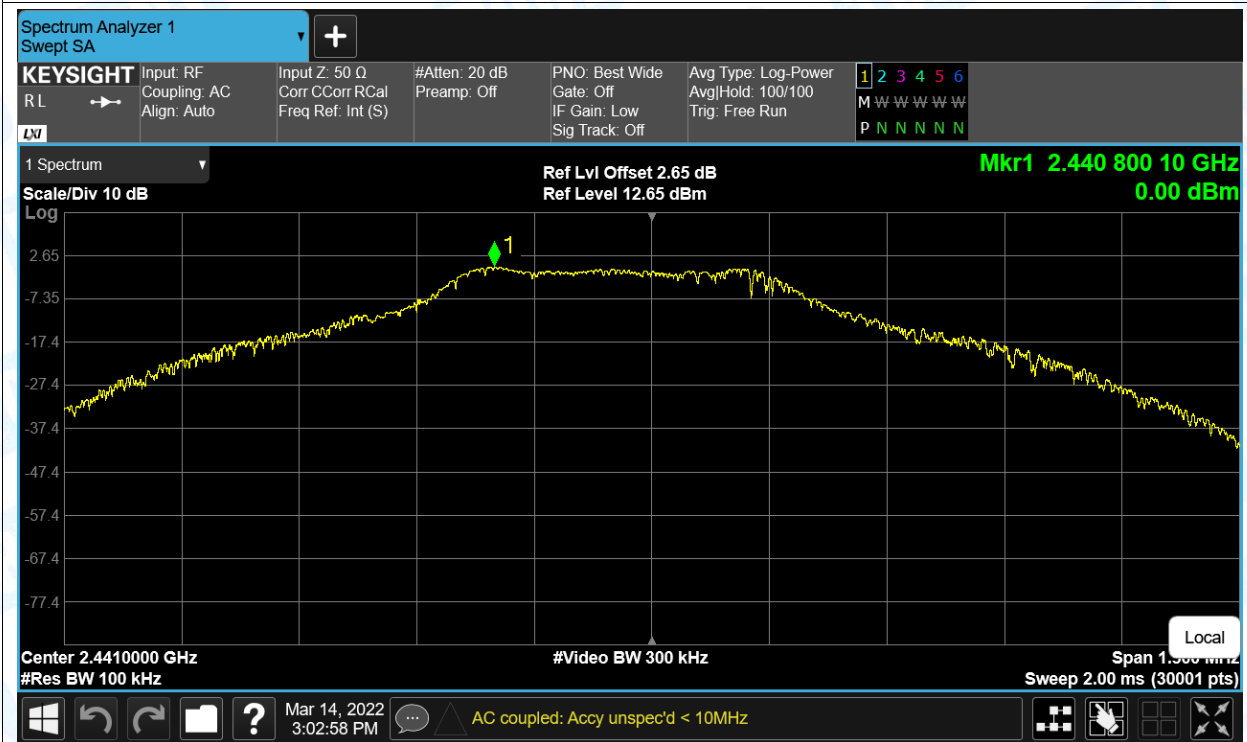 Spectrum Analyzer 1
Swept SA
KEYSIGHT
R L
LXI
Input: RF
Coupling: AC
Align: Auto
Input Z: 50 Ω
Corr CCorr RCal
Freq Ref: Int (S)
#Atten: 20 dB
Preamp: Off
PNO: Best Wide
Gate: Off
IF Gain: Low
Sig Track: Off
Avg Type: Log-Power
Avg|Hold: 100/100
Trig: Free Run
1 2 3 4 5 6
M W W W W W
P N N N N N
1 Spectrum
Scale/Div 10 dB
Log
Ref Lvl Offset 2.65 dB
Ref Level 12.65 dBm
Mkr1 2.440 800 10 GHz
0.00 dBm
1
2.65
-7.35
-17.4
-27.4
-37.4
-47.4
-57.4
-67.4
-77.4
Local
Center 2.4410000 GHz
#Video BW 300 kHz
Span
#Res BW 100 kHz
Sweep 2.00 ms (30001 pts)
?
Mar 14, 2022
3:02:58 PM
AC coupled: Accy unspec'd < 10MHz